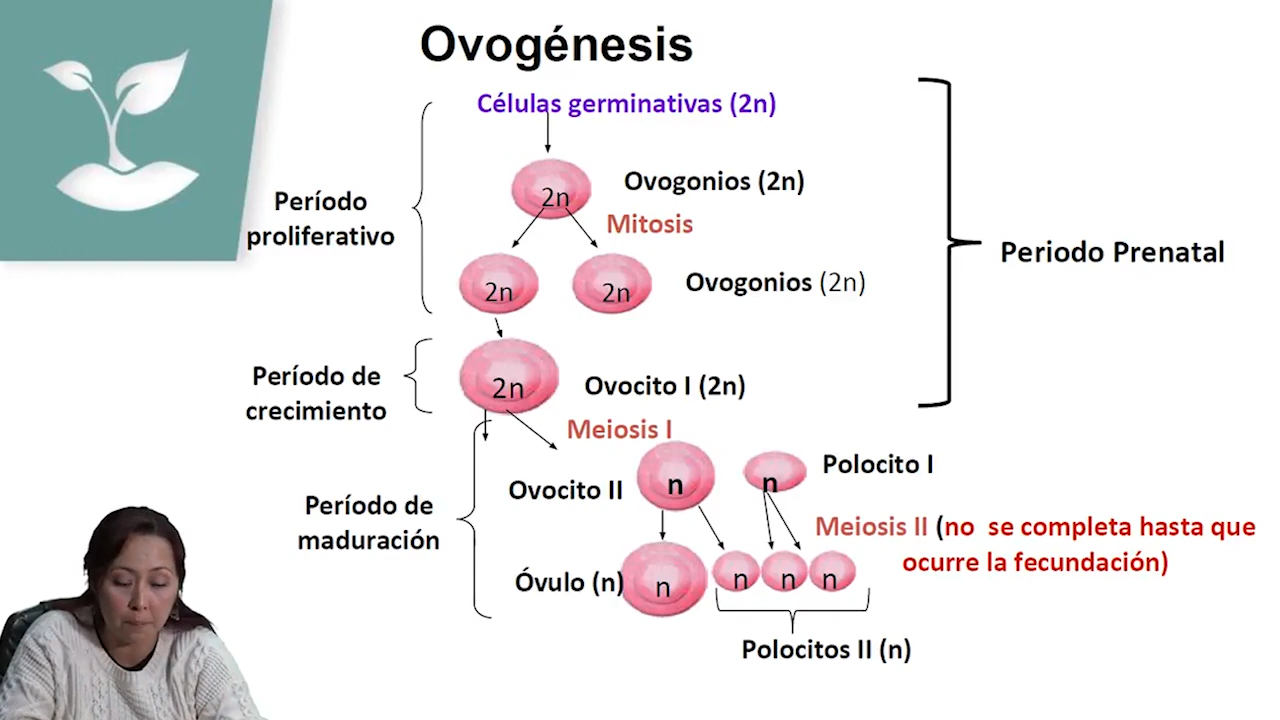 Ovogénesis
Células germinativas (2n)
2n
Ovogonios (2n)
Mitosis
Período
proliferativo
2n
2n
Ovogonios (2n)
Periodo Prenatal
Período de
crecimiento
2n
Ovocito I (2n)
Meiosis I
Período de
maduración
Ovocito II
n
n
Polocito I
Meiosis II (no se completa hasta que
ocurre la fecundación)
Óvulo (n)
n
n
n
n
Polocitos II (n)